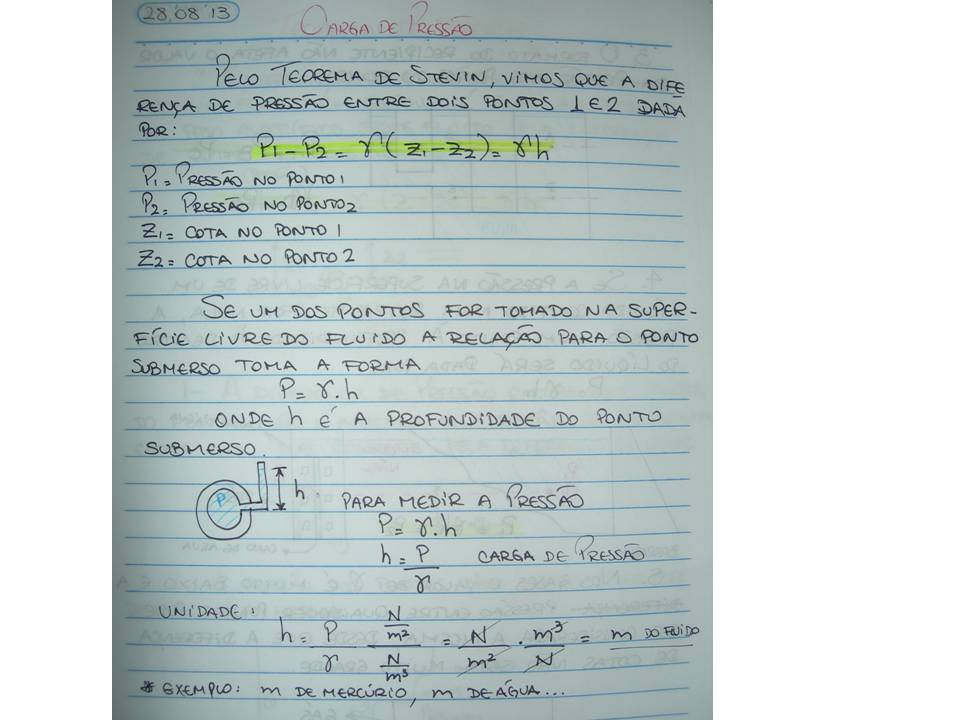 28.08.13
CARGA DE PRESSÃO
PELO TEOREMA DE STEVIN, VIMOS QUE A DIFE
RENÇA DE PRESSÃO ENTRE DOIS PONTOS 1 E 2 DADA
POR:
P1 - P2 = γ(Z1 - Z2) = γh
P1 = PRESSÃO NO PONTO 1
P2 = PRESSÃO NO PONTO 2
Z1 = COTA NO PONTO 1
Z2 = COTA NO PONTO 2
SE UM DOS PONTOS FOR TOMADO NA SUPER-
FÍCIE LIVRE DO FLUIDO A RELAÇÃO PARA O PONTO
SUBMERSO TOMA A FORMA
P = γ.h
ONDE h É A PROFUNDIDADE DO PONTO
SUBMERSO.
P
h
PARA MEDIR A PRESSÃO
P = γ.h
h = P/γ CARGA DE PRESSÃO
UNIDADE:
h = P/γ (N/m²)/(N/m³) = N/m² . m³/N = m DO FLUIDO
* EXEMPLO: m DE MERCÚRIO, m DE ÁGUA...